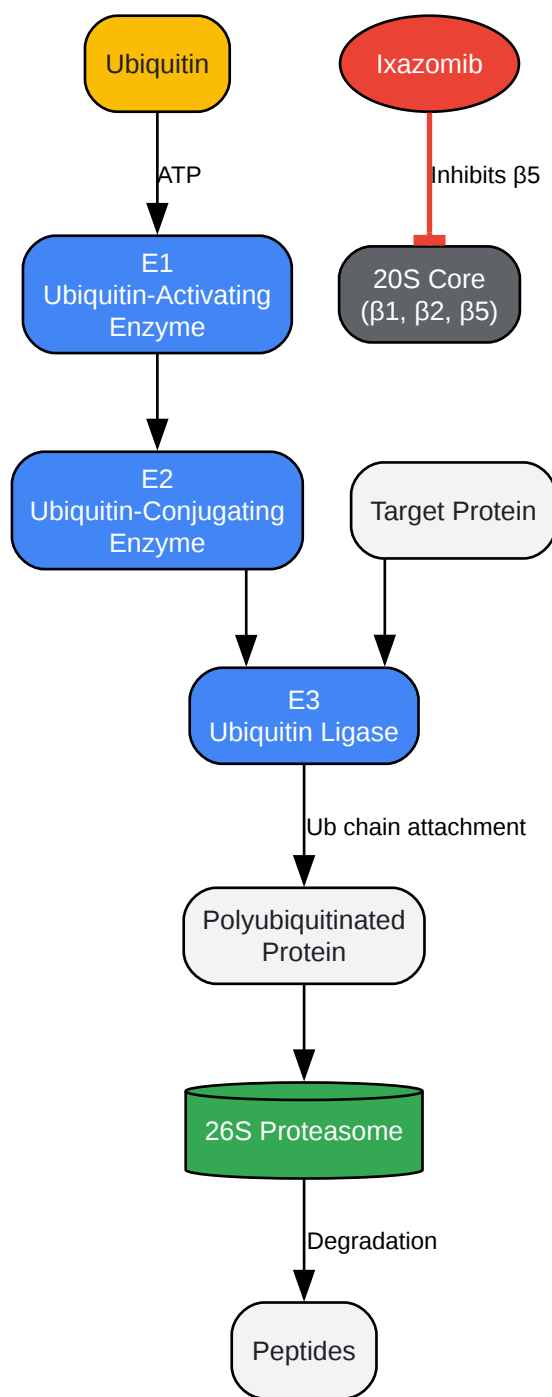 Ubiquitin
Ixazomib
ATP
Inhibits β5
E1
Ubiquitin-Activating
Enzyme
20S Core
(β1, β2, β5)
E2
Ubiquitin-Conjugating
Enzyme
Target Protein
E3
Ubiquitin Ligase
Ub chain attachment
Polyubiquitinated
Protein
26S Proteasome
Degradation
Peptides